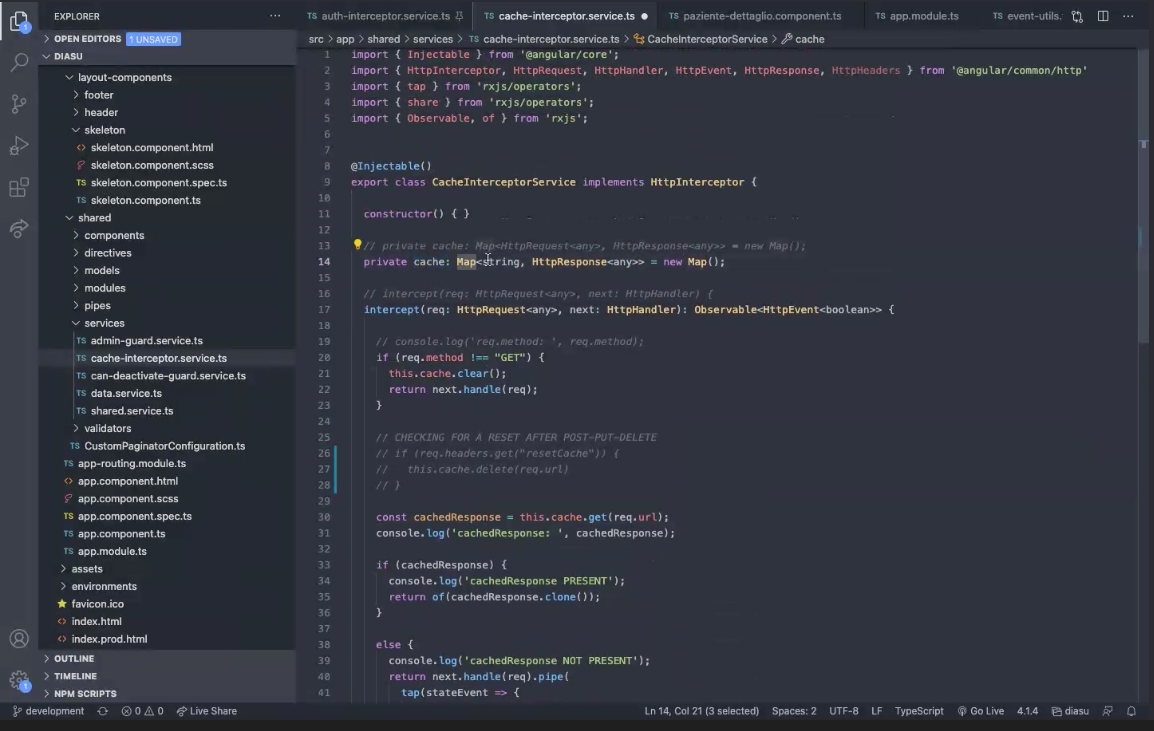 EXPLORER
OPEN EDITORS 1 UNSAVED
DIASU
layout-components
footer
header
skeleton
skeleton.component.html
skeleton.component.scss
TS skeleton.component.spec.ts
TS skeleton.component.ts
shared
components
directives
models
modules
pipes
services
TS admin-guard.service.ts
TS cache-interceptor.service.ts
TS can-deactivate-guard.service.ts
TS data.service.ts
TS shared.service.ts
validators
TS CustomPaginatorConfiguration.ts
TS app-routing.module.ts
app.component.html
app.component.scss
TS app.component.spec.ts
TS app.component.ts
TS app.module.ts
assets
environments
favicon.ico
index.html
index.prod.html
OUTLINE
TIMELINE
NPM SCRIPTS
1
1
TS auth-interceptor.service.ts TS cache-interceptor.service.ts TS paziente-dettaglio.component.ts TS app.module.ts TS event-utils.
src > app > shared > services > TS cache-interceptor.service.ts > CacheInterceptorService > cache
1 import { Injectable } from '@angular/core';
2 import { HttpInterceptor, HttpRequest, HttpHandler, HttpEvent, HttpResponse, HttpHeaders } from '@angular/common/http'
3 import { tap } from 'rxjs/operators';
4 import { share } from 'rxjs/operators';
5 import { Observable, of } from 'rxjs';
6
7
8 @Injectable()
9 export class CacheInterceptorService implements HttpInterceptor {
10
11 constructor() { }
12
13 // private cache: Map<HttpRequest<any>, HttpResponse<any>> = new Map();
14 private cache: Map<string, HttpResponse<any>> = new Map();
15
16 // intercept(req: HttpRequest<any>, next: HttpHandler) {
17 intercept(req: HttpRequest<any>, next: HttpHandler): Observable<HttpEvent<boolean>> {
18
19 // console.log('req.method: ', req.method);
20 if (req.method !== "GET") {
21 this.cache.clear();
22 return next.handle(req);
23 }
24
25 // CHECKING FOR A RESET AFTER POST-PUT-DELETE
26 // if (req.headers.get("resetCache")) {
27 // this.cache.delete(req.url)
28 // }
29
30 const cachedResponse = this.cache.get(req.url);
31 console.log('cachedResponse: ', cachedResponse);
32
33 if (cachedResponse) {
34 console.log('cachedResponse PRESENT');
35 return of(cachedResponse.clone());
36 }
37
38 else {
39 console.log('cachedResponse NOT PRESENT');
40 return next.handle(req).pipe(
41 tap(stateEvent => {
development 0 0 Live Share Ln 14, Col 21 (3 selected) Spaces: 2 UTF-8 LF TypeScript Go Live 4.1.4 diasu